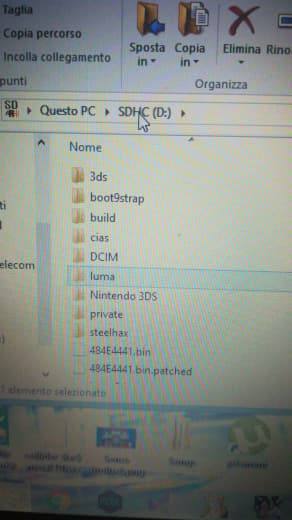 Taglia
Copia percorso
Incolla collegamento
Sposta in
Copia in
Elimina
Rino
punti
Organizza
Questo PC
SDHC (D:)
Nome
3ds
boot9strap
build
cias
DCIM
luma
Nintendo 3DS
private
steelhax
484E4441.bin
484E4441.bin.patched
ti
elecom
1 elemento selezionato